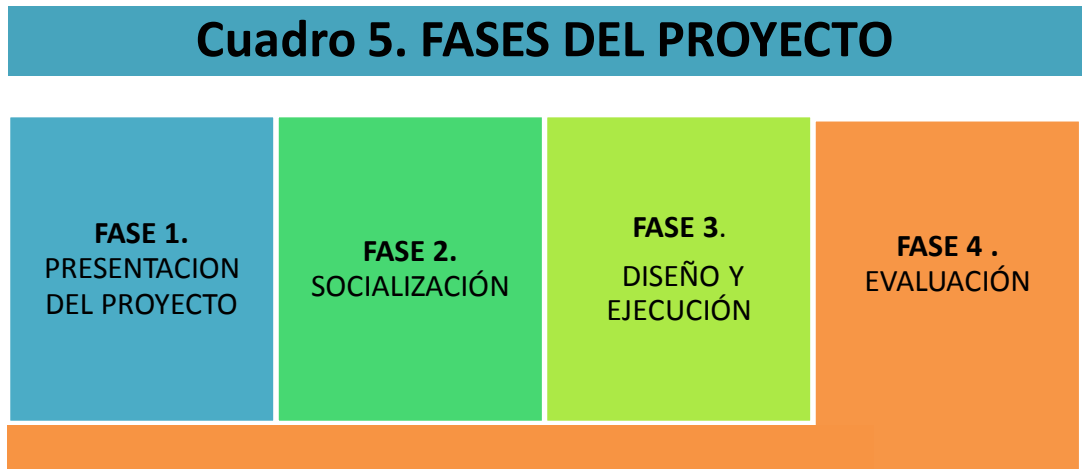 Cuadro 5. FASES DEL PROYECTO
FASE 1.
PRESENTACION
DEL PROYECTO
FASE 2.
SOCIALIZACIÓN
FASE 3.
DISEÑO Y
EJECUCIÓN
FASE 4 .
EVALUACIÓN